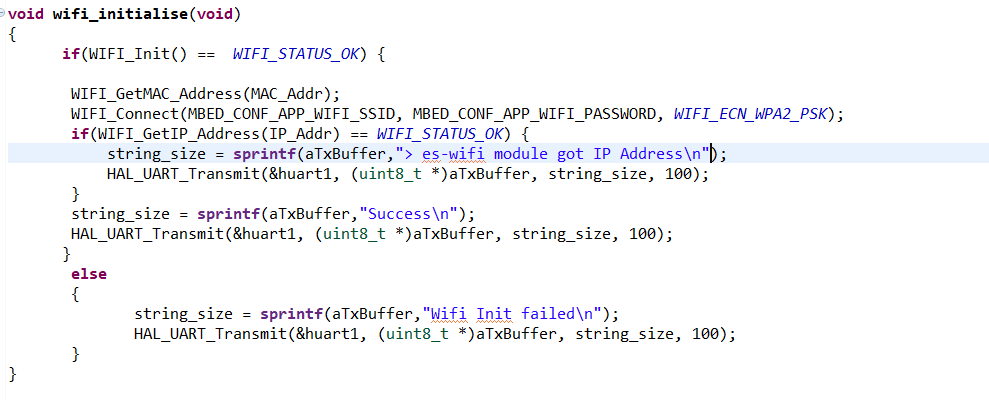 void wifi_initialise(void)
{
if(WIFI_Init() == WIFI_STATUS_OK) {
WIFI_GetMAC_Address(MAC_Addr);
WIFI_Connect(MBED_CONF_APP_WIFI_SSID, MBED_CONF_APP_WIFI_PASSWORD, WIFI_ECN_WPA2_PSK);
if(WIFI_GetIP_Address(IP_Addr) == WIFI_STATUS_OK) {
string_size = sprintf(aTxBuffer,"> es-wifi module got IP Address\n");
HAL_UART_Transmit(&huart1, (uint8_t *)aTxBuffer, string_size, 100);
}
string_size = sprintf(aTxBuffer,"Success\n");
HAL_UART_Transmit(&huart1, (uint8_t *)aTxBuffer, string_size, 100);
}
else
{
string_size = sprintf(aTxBuffer,"Wifi Init failed\n");
HAL_UART_Transmit(&huart1, (uint8_t *)aTxBuffer, string_size, 100);
}
}